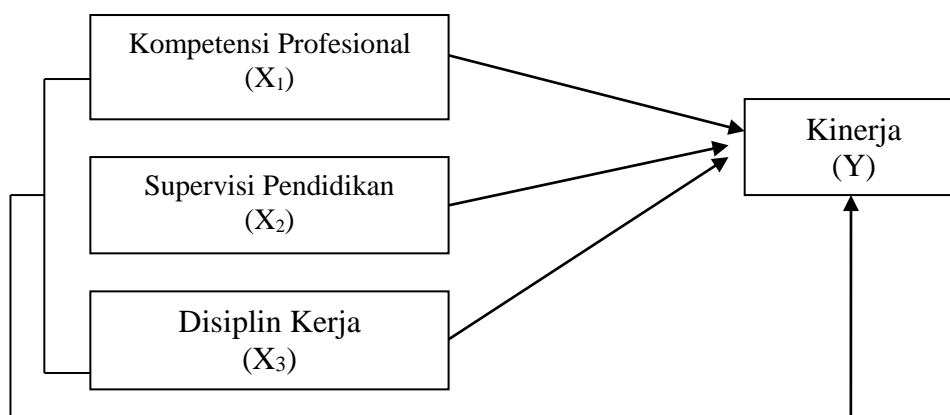 Kompetensi Profesional
(X₁)
Supervisi Pendidikan
(X₂)
Disiplin Kerja
(X₃)
Kinerja
(Y)